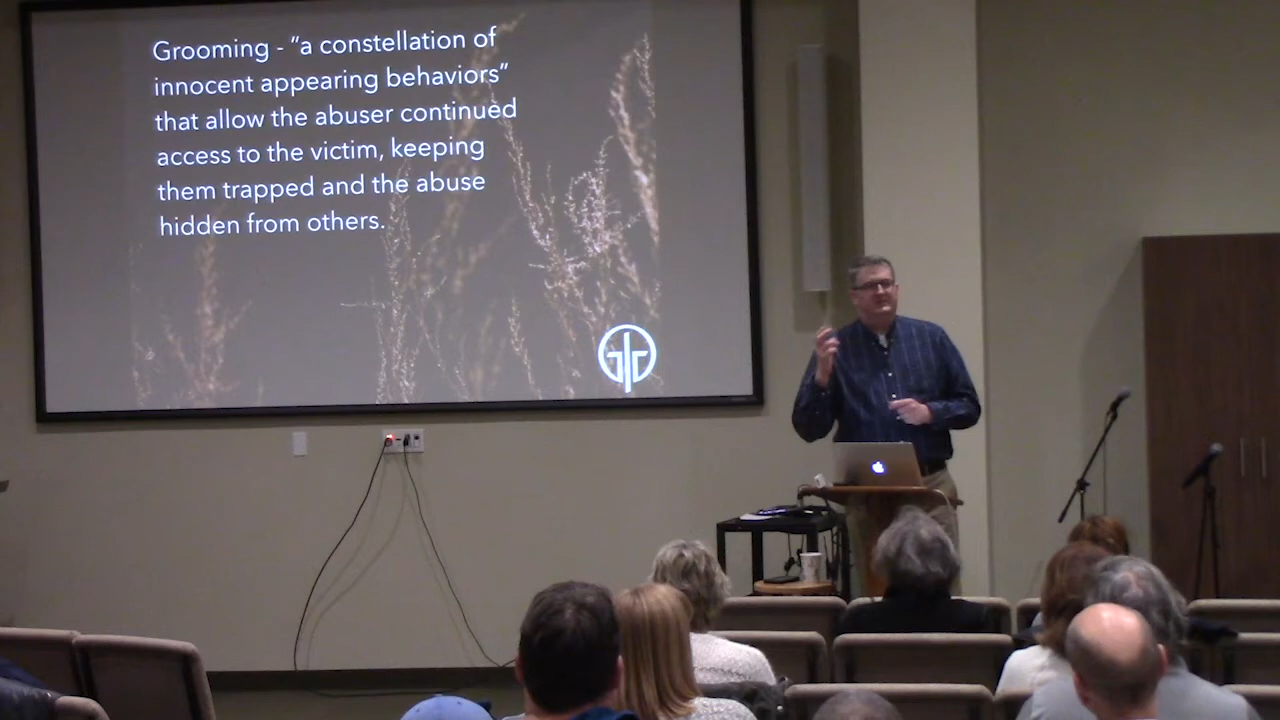 Grooming - "a constellation of
innocent appearing behaviors"
that allow the abuser continued
access to the victim, keeping
them trapped and the abuse
hidden from others.